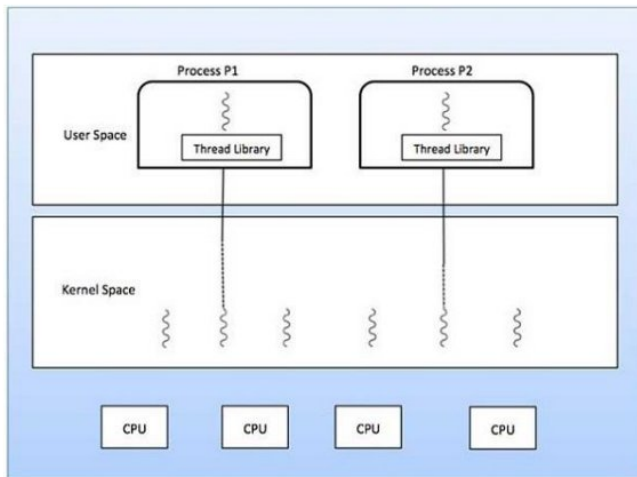 Process P1
Process P2
User Space
Thread Library
Thread Library
Kernel Space
CPU
CPU
CPU
CPU